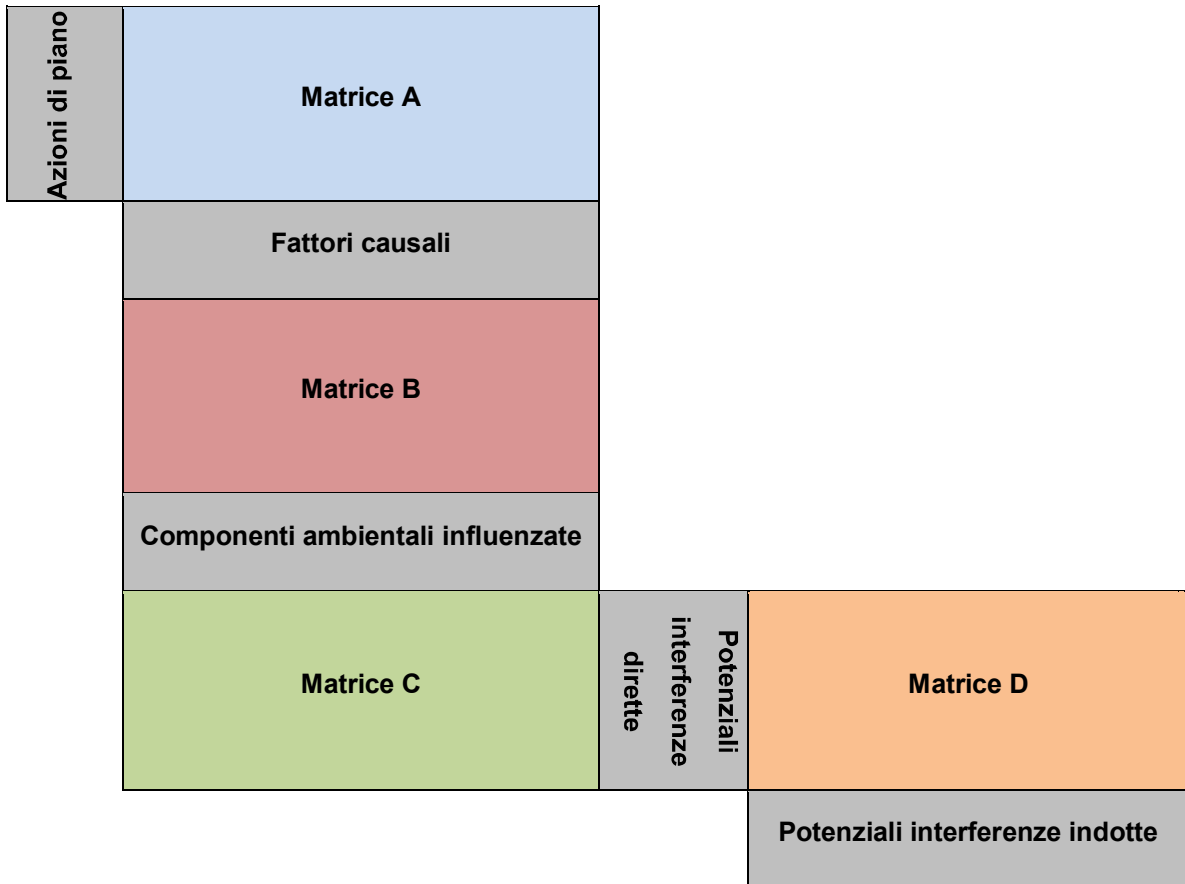 Azioni di piano
Matrice A
Fattori causali
Matrice B
Componenti ambientali influenzate
Matrice C
Potenziali
interferenze
dirette
Matrice D
Potenziali interferenze indotte